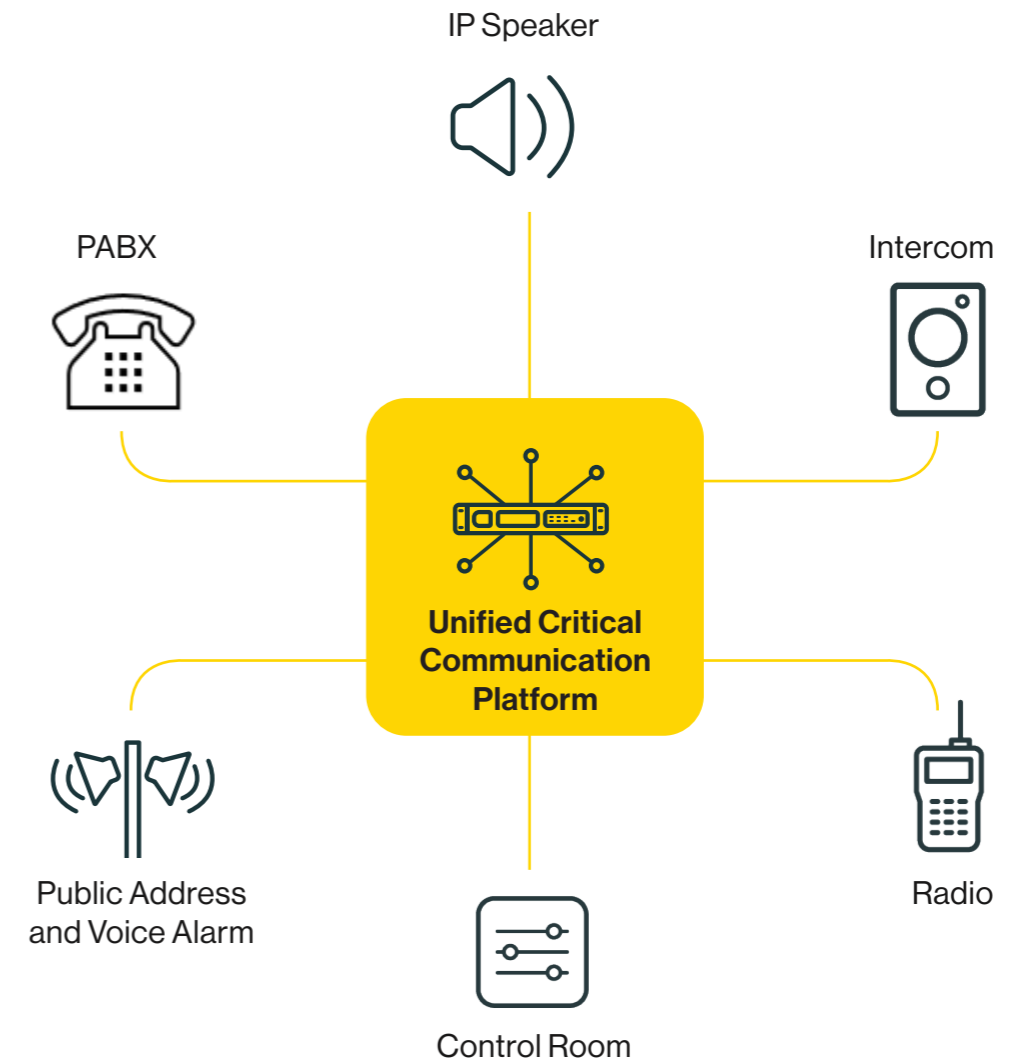 IP Speaker
PABX
Intercom
Unified Critical
Communication
Platform
Public Address
and Voice Alarm
Radio
Control Room